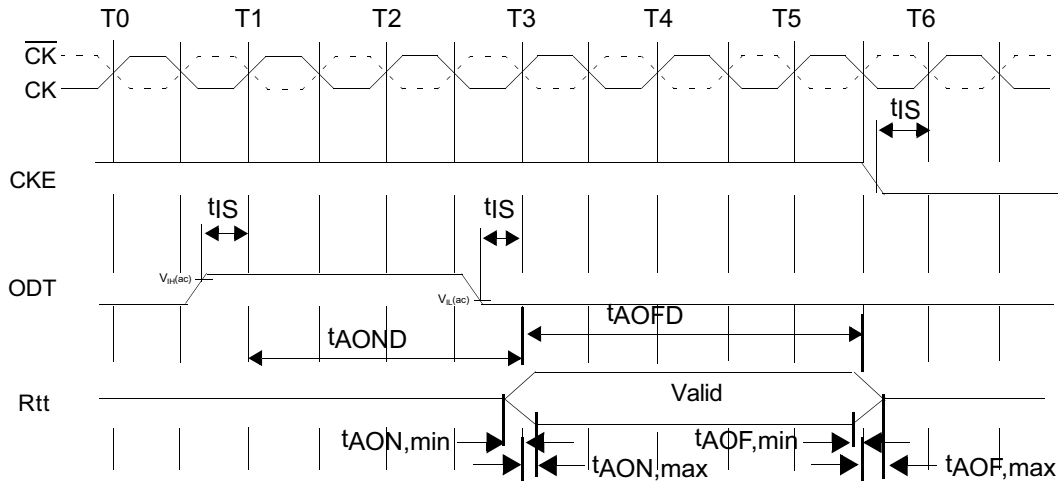 T0 T1 T2 T3 T4 T5 T6
CK
CK
tIS
CKE
tIS tIS
VIH(ac)
ODT
VIL(ac)
tAOND tAOFD
Rtt Valid
tAON,min tAOF,min
tAON,max tAOF,max